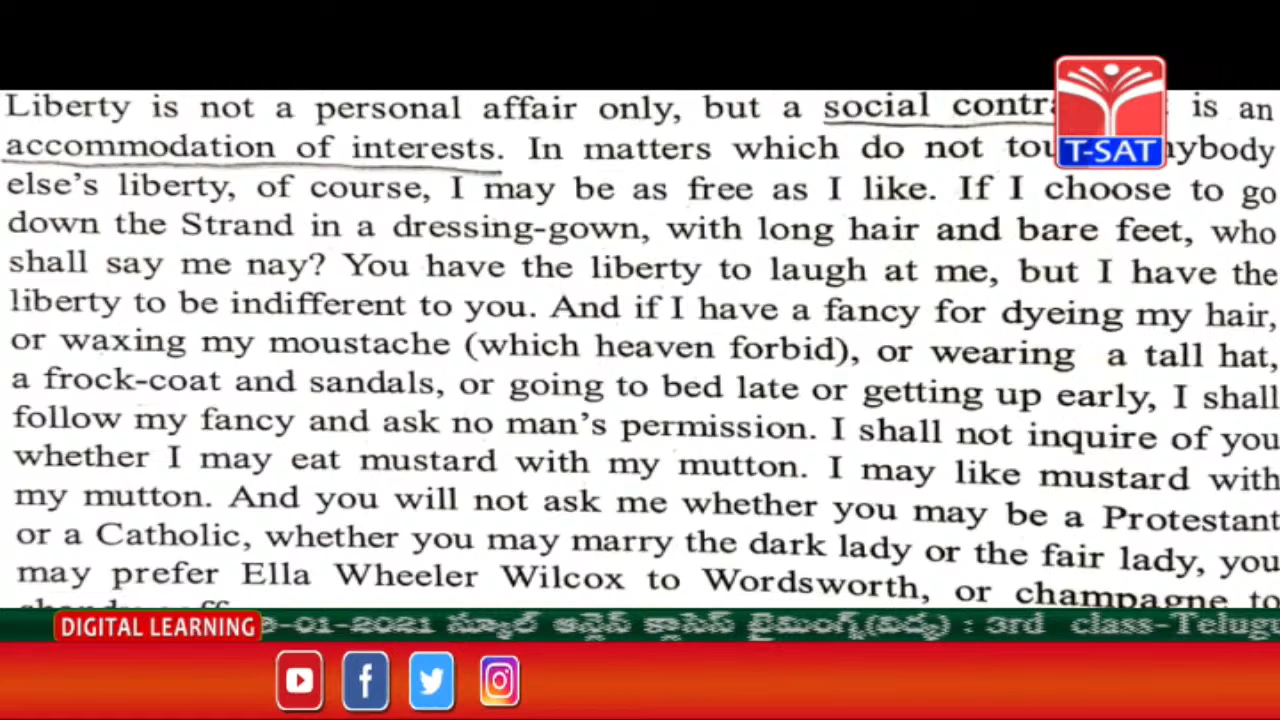 Liberty is not a personal affair only, but a social contra is an
T-SAT
accommodation of interests. In matters which do not tou nybody
else's liberty, of course, I may be as free as I like. If I choose to go
down the Strand in a dressing-gown, with long hair and bare feet, who
shall say me nay? You have the liberty to laugh at me, but I have the
liberty to be indifferent to you. And if I have a fancy for dyeing my hair,
or waxing my moustache (which heaven forbid), or wearing a tall hat,
a frock-coat and sandals, or going to bed late or getting up early, I shall
follow my fancy and ask no man's permission. I shall not inquire of you
whether I may eat mustard with my mutton. I may like mustard with
my mutton. And you will not ask me whether you may be a Protestant
or a Catholic, whether you may marry the dark lady or the fair lady, you
may prefer Ella Wheeler Wilcox to Wordsworth, or champagne to
DIGITAL LEARNING
-01-2021 : 3rd class-Telugu